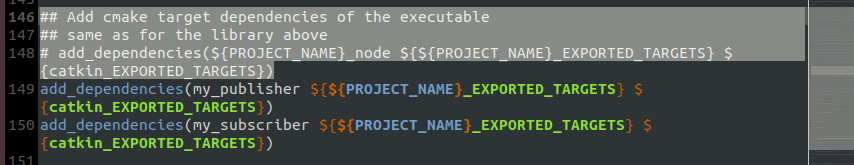 145
146 ## Add cmake target dependencies of the executable
147 ## same as for the library above
148 # add_dependencies(${PROJECT_NAME}_node ${${PROJECT_NAME}_EXPORTED_TARGETS} $
{catkin_EXPORTED_TARGETS})
149 add_dependencies(my_publisher ${${PROJECT_NAME}_EXPORTED_TARGETS} $
{catkin_EXPORTED_TARGETS})
150 add_dependencies(my_subscriber ${${PROJECT_NAME}_EXPORTED_TARGETS} $
{catkin_EXPORTED_TARGETS})
151